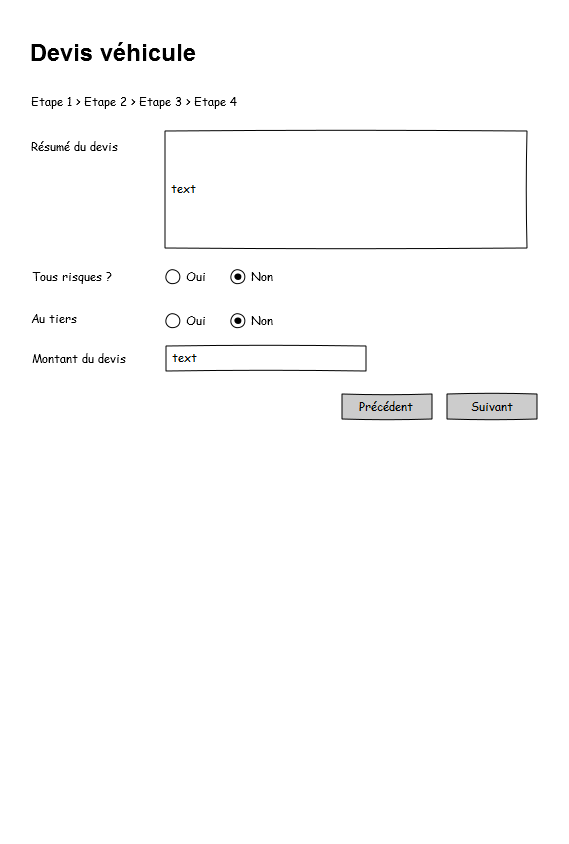 Devis véhicule
Etape 1 > Etape 2 > Etape 3 > Etape 4
Résumé du devis
text
Tous risques ? Oui Non
Au tiers Oui Non
Montant du devis text
Précédent Suivant